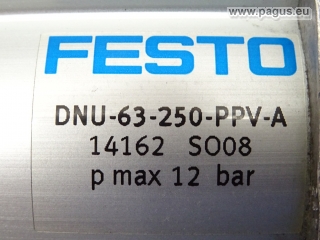 © www.pagus.eu
FESTO
DNU-63-250-PPV-A
14162 SO08
p max 12 bar